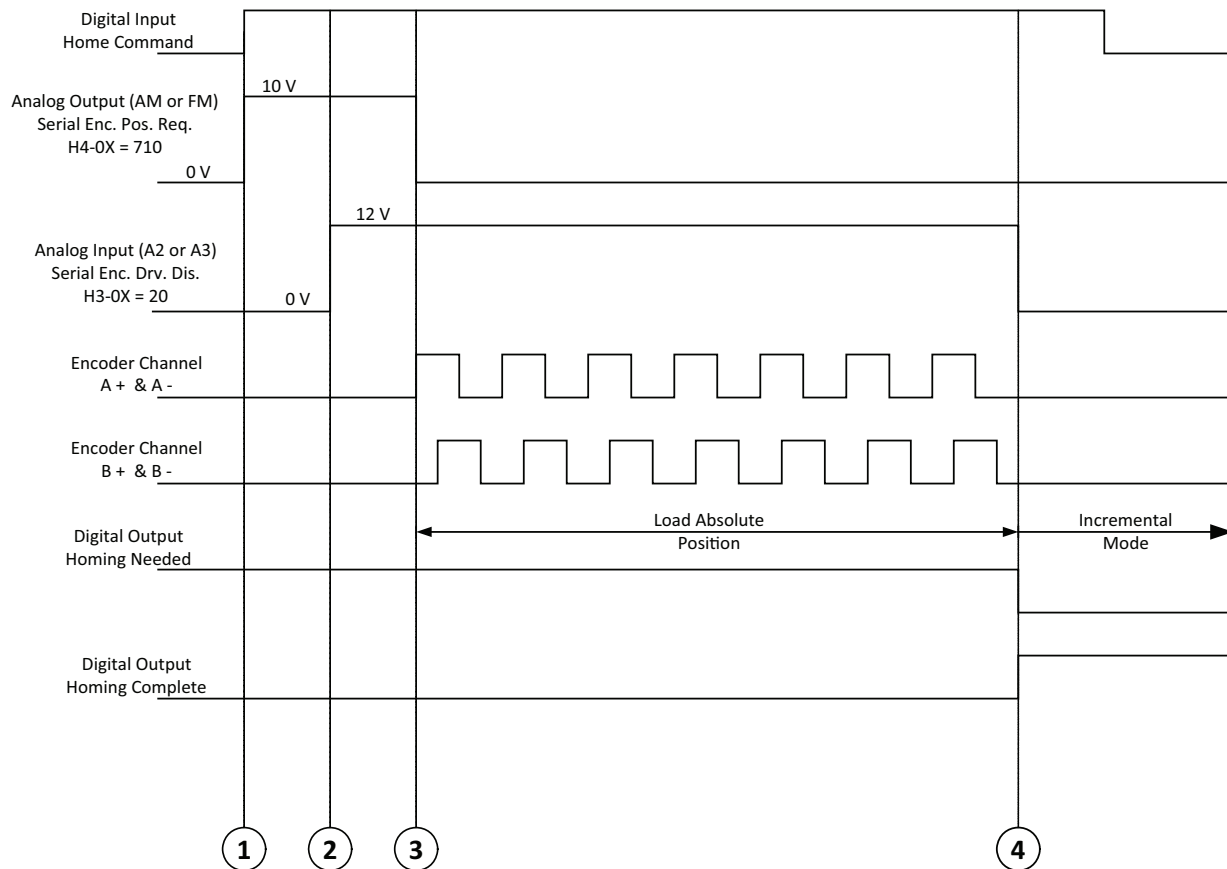 Digital Input
Home Command
10 V
Analog Output (AM or FM)
Serial Enc. Pos. Req.
H4-0X = 710
0 V
12 V
Analog Input (A2 or A3)
Serial Enc. Drv. Dis.
H3-0X = 20
0 V
Encoder Channel
A + & A -
Encoder Channel
B + & B -
Load Absolute
Position
Incremental
Mode
Digital Output
Homing Needed
Digital Output
Homing Complete
1
2
3
4